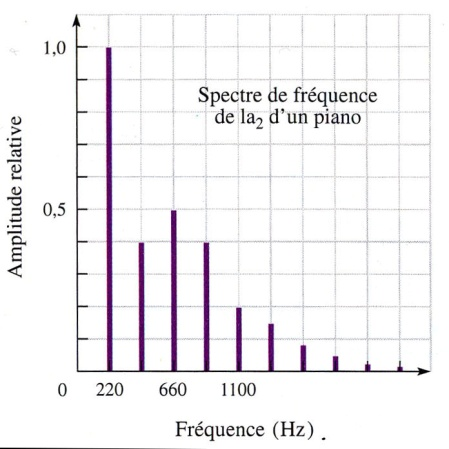 1,0
Spectre de fréquence
de la₂ d'un piano
Amplitude relative
0,5
0 220 660 1100
Fréquence (Hz)